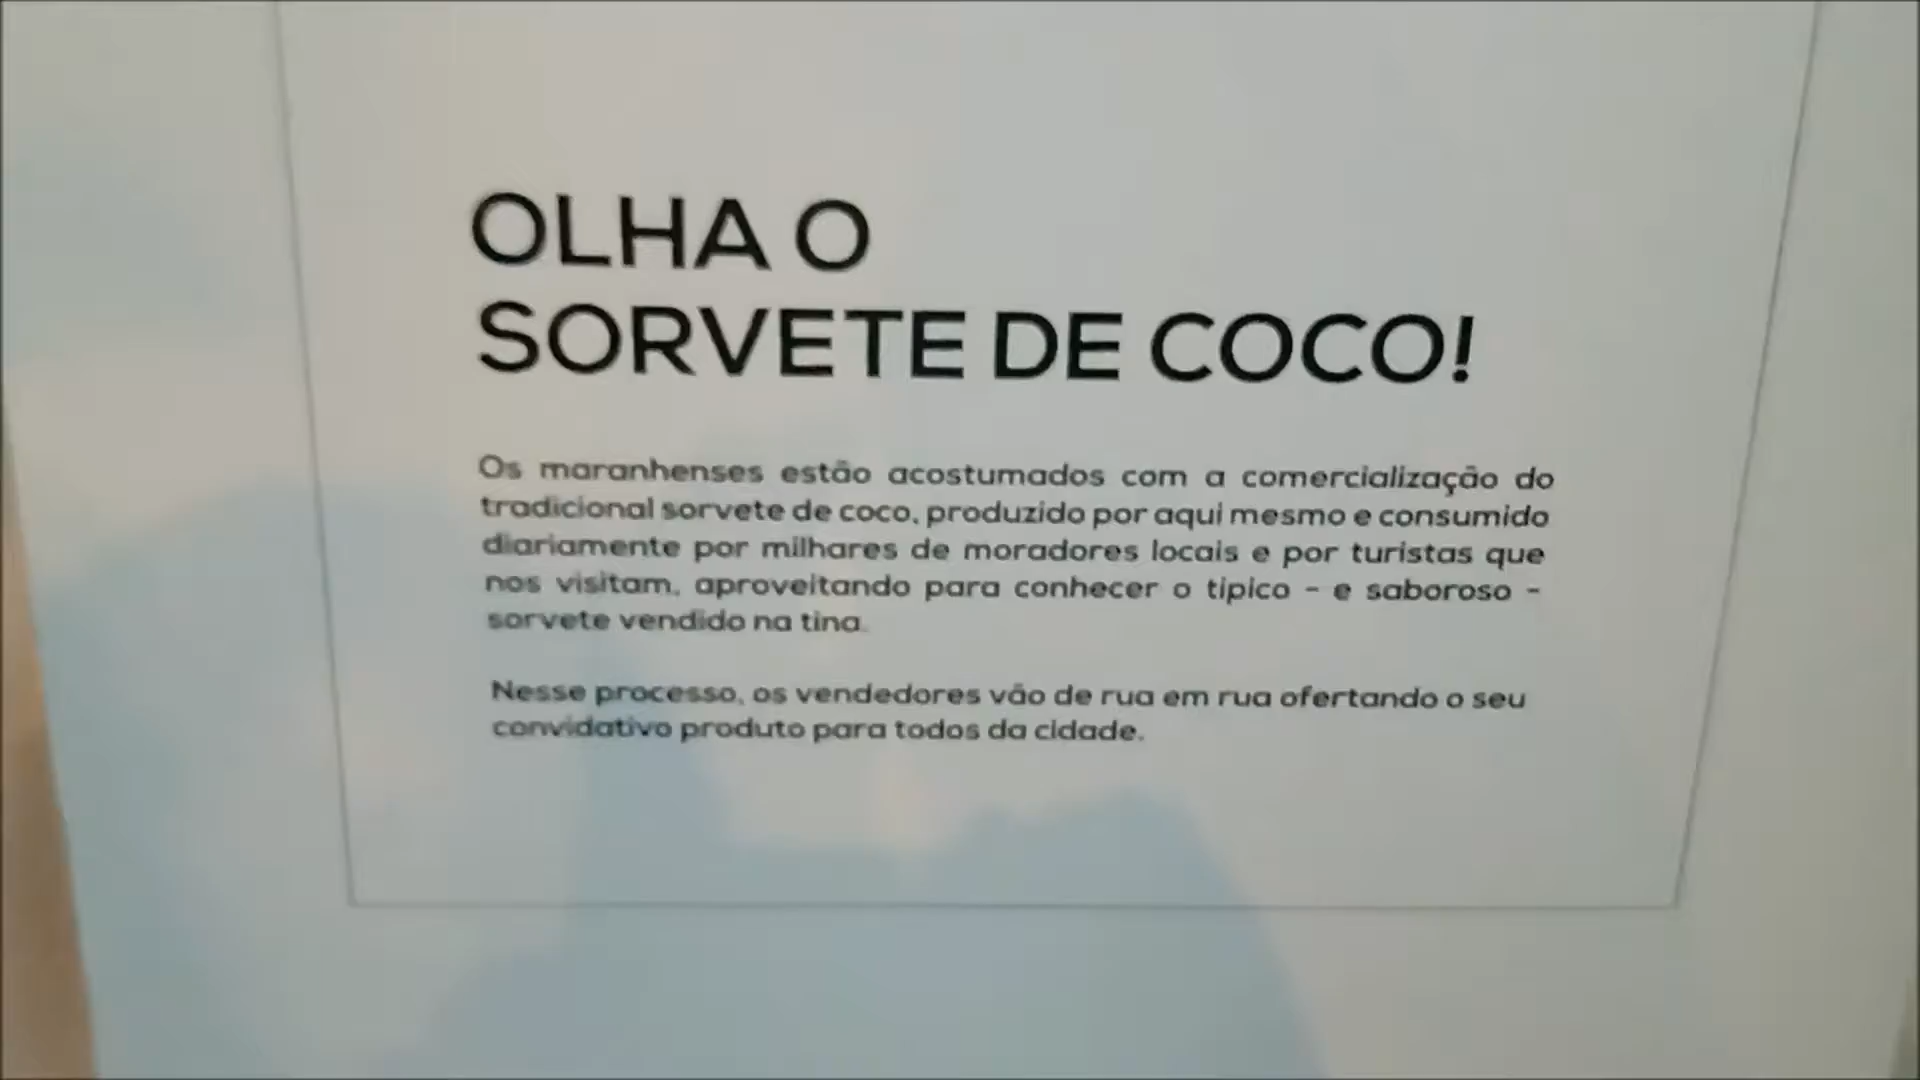 OLHA O
SORVETE DE COCO!
Os maranhenses estão acostumados com a comercialização do
tradicional sorvete de coco, produzido por aqui mesmo e consumido
diariamente por milhares de moradores locais e por turistas que
nos visitam, aproveitando para conhecer o típico - e saboroso -
sorvete vendido na tina.
Nesse processo, os vendedores vão de rua em rua ofertando o seu
convidativo produto para todos da cidade.